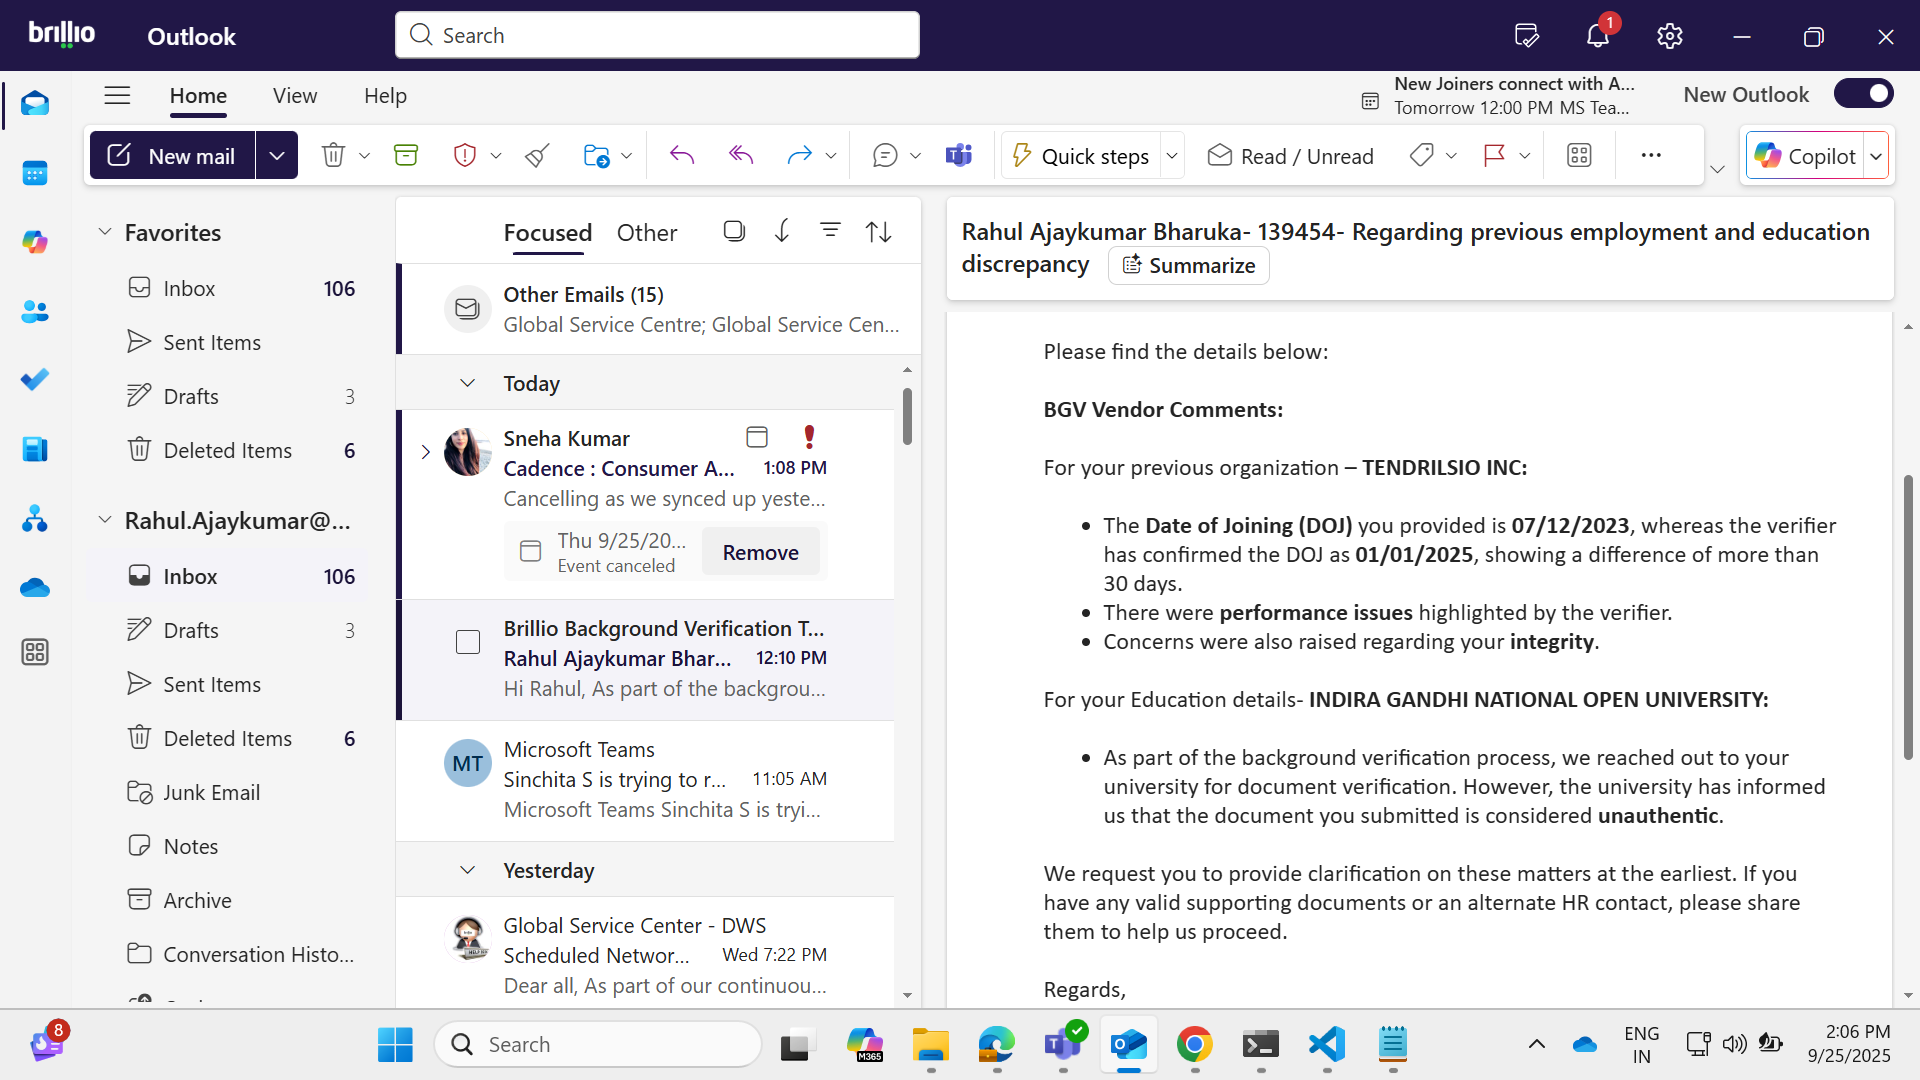 brillio
Outlook
Search
1
Home
View
Help
New Joiners connect with A...
Tomorrow 12:00 PM MS Tea...
New Outlook
New mail
Quick steps
Read / Unread
Copilot
Favorites
Inbox 106
Sent Items
Drafts 3
Deleted Items 6
Rahul.Ajaykumar@...
Inbox 106
Drafts 3
Sent Items
Deleted Items 6
Junk Email
Notes
Archive
Conversation Histo...
Focused Other
Other Emails (15)
Global Service Centre; Global Service Cen...
Today
Sneha Kumar
Cadence : Consumer A... 1:08 PM
Cancelling as we synced up yeste...
Thu 9/25/20...
Event canceled
Remove
Brillio Background Verification T...
Rahul Ajaykumar Bhar... 12:10 PM
Hi Rahul, As part of the backgrou...
MT
Microsoft Teams
Sinchita S is trying to r... 11:05 AM
Microsoft Teams Sinchita S is tryi...
Yesterday
Global Service Center - DWS
Scheduled Networ... Wed 7:22 PM
Dear all, As part of our continuou...
Rahul Ajaykumar Bharuka- 139454- Regarding previous employment and education
discrepancy
Summarize
Please find the details below:
BGV Vendor Comments:
For your previous organization – TENDRILSIO INC:
• The Date of Joining (DOJ) you provided is 07/12/2023, whereas the verifier
has confirmed the DOJ as 01/01/2025, showing a difference of more than
30 days.
• There were performance issues highlighted by the verifier.
• Concerns were also raised regarding your integrity.
For your Education details- INDIRA GANDHI NATIONAL OPEN UNIVERSITY:
• As part of the background verification process, we reached out to your
university for document verification. However, the university has informed
us that the document you submitted is considered unauthentic.
We request you to provide clarification on these matters at the earliest. If you
have any valid supporting documents or an alternate HR contact, please share
them to help us proceed.
Regards,
8
Search
M365
ENG
IN
2:06 PM
9/25/2025